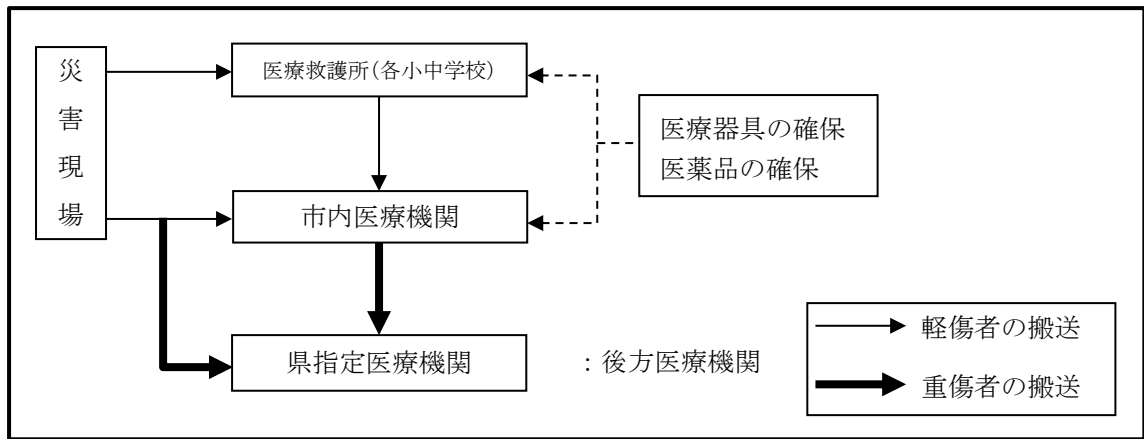 災害現場
医療救護所(各小中学校)
医療器具の確保
医薬品の確保
市内医療機関
県指定医療機関
:後方医療機関
軽傷者の搬送
重傷者の搬送